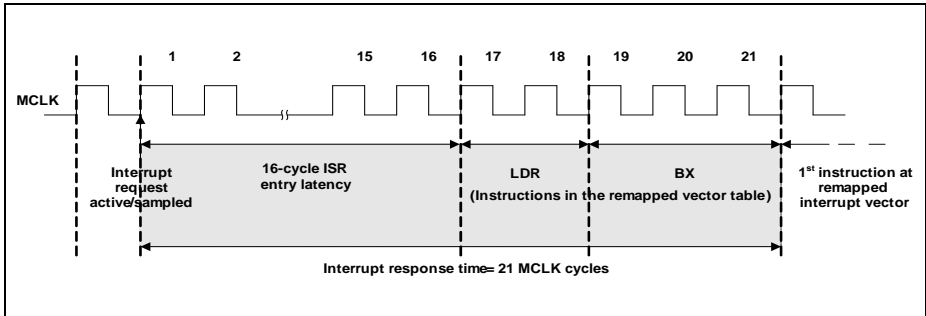 1 2 15 16 17 18 19 20 21
MCLK
Interrupt
request
active/sampled
16-cycle ISR
entry latency
LDR
BX
(Instructions in the remapped vector table)
1st instruction at
remapped
interrupt vector
Interrupt response time= 21 MCLK cycles